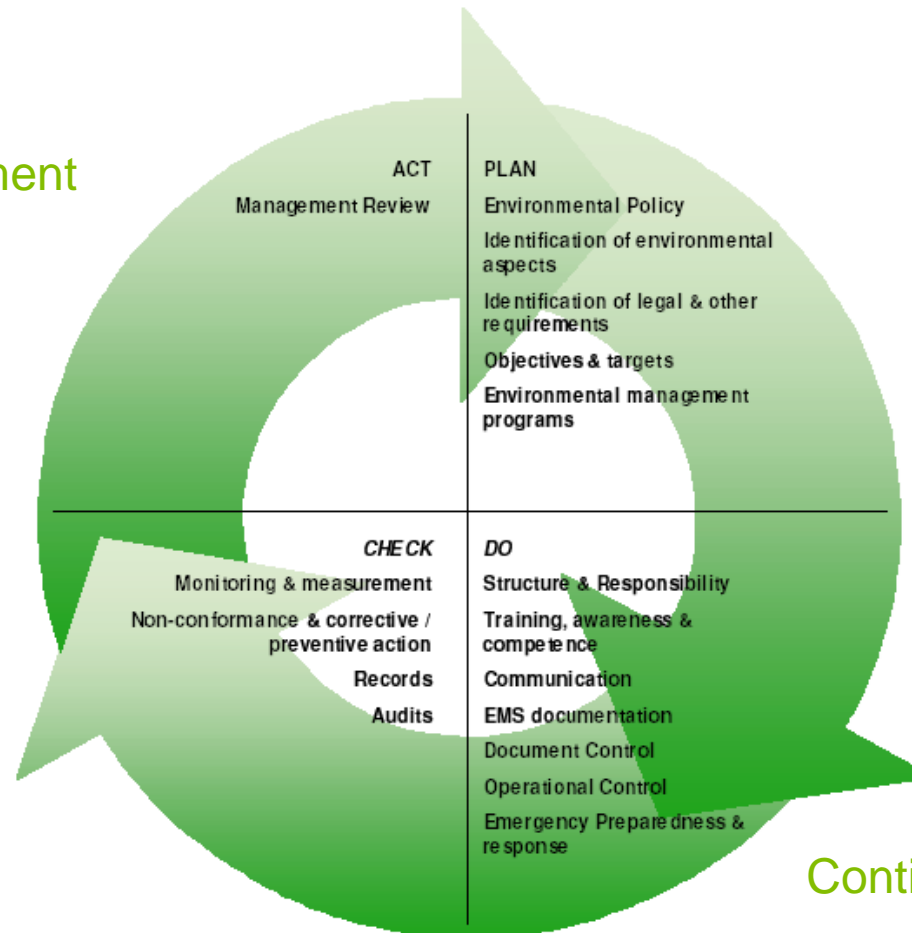 nent
ACT
Management Review
PLAN
Environmental Policy
Identification of environmental
aspects
Identification of legal & other
requirements
Objectives & targets
Environmental management
programs
CHECK
Monitoring & measurement
Non-conformance & corrective /
preventive action
Records
Audits
DO
Structure & Responsibility
Training, awareness &
competence
Communication
EMS documentation
Document Control
Operational Control
Emergency Preparedness &
response
Conti